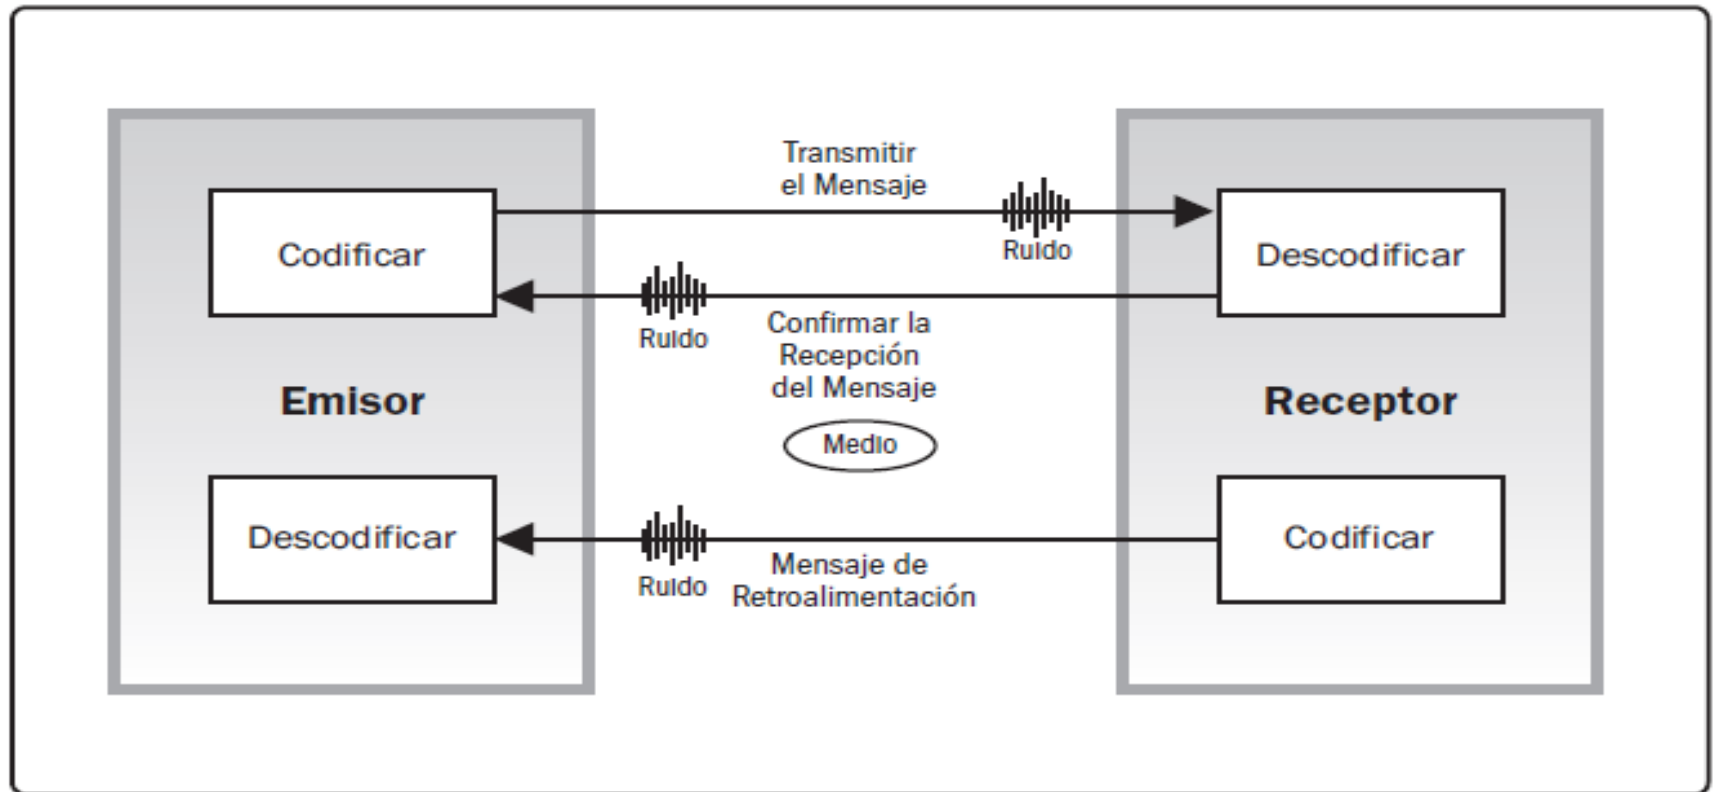 Transmitir
el Mensaje
Codificar
Ruido
Descodificar
Ruido
Confirmar la
Recepción
del Mensaje
Emisor
Receptor
Medio
Descodificar
Ruido
Mensaje de
Retroalimentación
Codificar